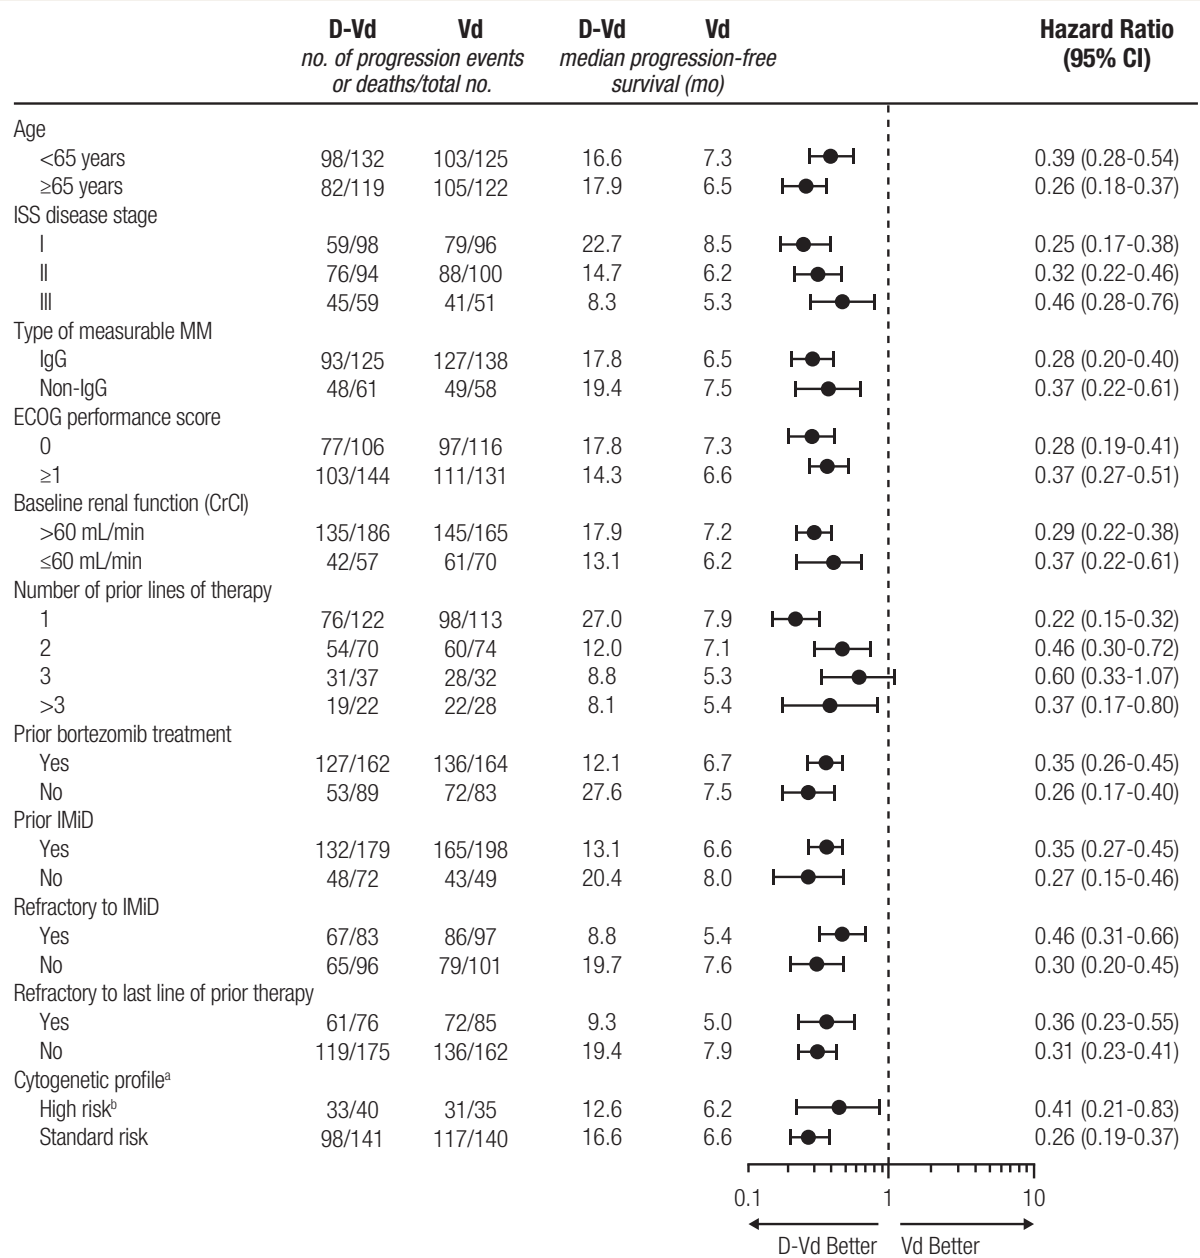 D-Vd Vd D-Vd Vd Hazard Ratio
no. of progression events median progression-free (95% CI)
or deaths/total no. survival (mo)
Age
<65 years 98/132 103/125 16.6 7.3 0.39 (0.28-0.54)
≥65 years 82/119 105/122 17.9 6.5 0.26 (0.18-0.37)
ISS disease stage
I 59/98 79/96 22.7 8.5 0.25 (0.17-0.38)
II 76/94 88/100 14.7 6.2 0.32 (0.22-0.46)
III 45/59 41/51 8.3 5.3 0.46 (0.28-0.76)
Type of measurable MM
IgG 93/125 127/138 17.8 6.5 0.28 (0.20-0.40)
Non-IgG 48/61 49/58 19.4 7.5 0.37 (0.22-0.61)
ECOG performance score
0 77/106 97/116 17.8 7.3 0.28 (0.19-0.41)
≥1 103/144 111/131 14.3 6.6 0.37 (0.27-0.51)
Baseline renal function (CrCl)
>60 mL/min 135/186 145/165 17.9 7.2 0.29 (0.22-0.38)
≤60 mL/min 42/57 61/70 13.1 6.2 0.37 (0.22-0.61)
Number of prior lines of therapy
1 76/122 98/113 27.0 7.9 0.22 (0.15-0.32)
2 54/70 60/74 12.0 7.1 0.46 (0.30-0.72)
3 31/37 28/32 8.8 5.3 0.60 (0.33-1.07)
>3 19/22 22/28 8.1 5.4 0.37 (0.17-0.80)
Prior bortezomib treatment
Yes 127/162 136/164 12.1 6.7 0.35 (0.26-0.45)
No 53/89 72/83 27.6 7.5 0.26 (0.17-0.40)
Prior IMiD
Yes 132/179 165/198 13.1 6.6 0.35 (0.27-0.45)
No 48/72 43/49 20.4 8.0 0.27 (0.15-0.46)
Refractory to IMiD
Yes 67/83 86/97 8.8 5.4 0.46 (0.31-0.66)
No 65/96 79/101 19.7 7.6 0.30 (0.20-0.45)
Refractory to last line of prior therapy
Yes 61/76 72/85 9.3 5.0 0.36 (0.23-0.55)
No 119/175 136/162 19.4 7.9 0.31 (0.23-0.41)
Cytogenetic profileᵃ
High riskᵇ 33/40 31/35 12.6 6.2 0.41 (0.21-0.83)
Standard risk 98/141 117/140 16.6 6.6 0.26 (0.19-0.37)
0.1 1 10
D-Vd Better Vd Better